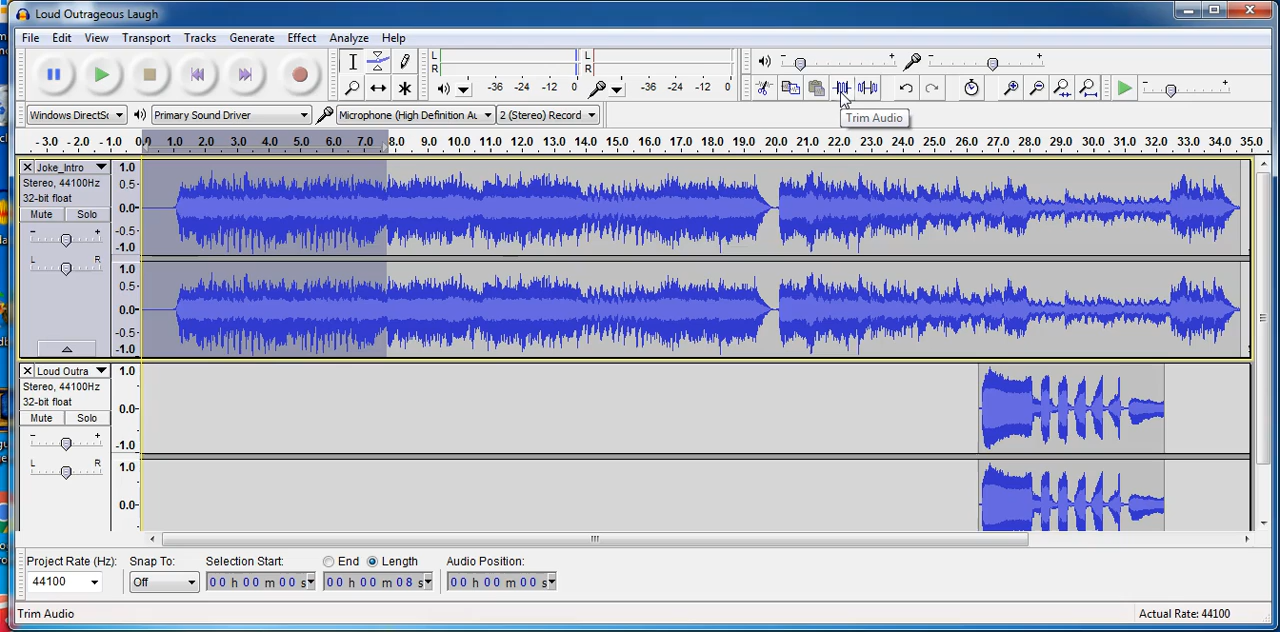 Loud Outrageous Laugh
File Edit View Transport Tracks Generate Effect Analyze Help
L L
R R
-36 -24 -12 0 -36 -24 -12 0
Windows DirectSc Primary Sound Driver Microphone (High Definition Au 2 (Stereo) Record
Trim Audio
-3.0 -2.0 -1.0 0 1.0 2.0 3.0 4.0 5.0 6.0 7.0 8.0 9.0 10.0 11.0 12.0 13.0 14.0 15.0 16.0 17.0 18.0 19.0 20.0 21.0 22.0 23.0 24.0 25.0 26.0 27.0 28.0 29.0 30.0 31.0 32.0 33.0 34.0 35.0
Joke_Intro 1.0
Stereo, 44100Hz 0.5-
32-bit float
Mute Solo 0.0-
- +
-0.5-
L R
-1.0
1.0
0.5-
0.0-
-0.5-
-1.0
Loud Outra 1.0
Stereo, 44100Hz
32-bit float
Mute Solo 0.0-
- +
-1.0
L R
1.0
0.0-
Project Rate (Hz): Snap To: Selection Start: End Length Audio Position:
44100 Off 00 h 00 m 00 s 00 h 00 m 08 s 00 h 00 m 00 s
Trim Audio Actual Rate: 44100